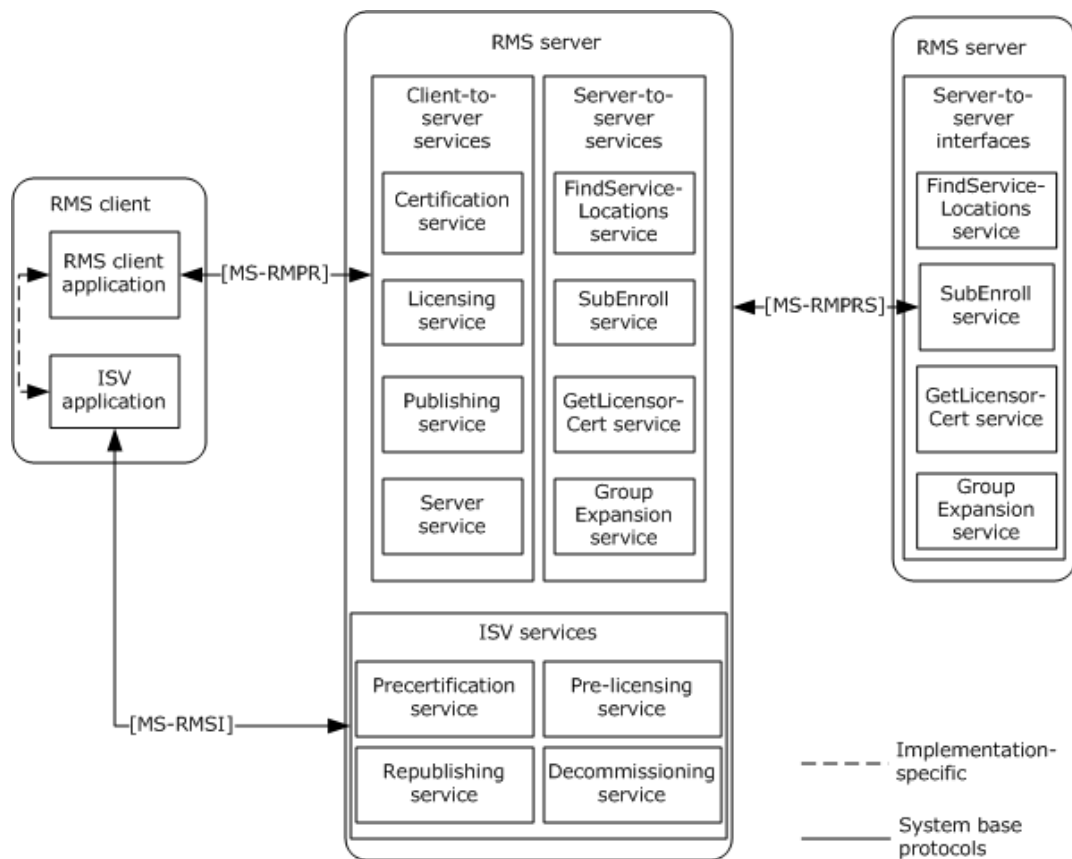 RMS client
RMS client
application
ISV
application
[MS-RMPR]
[MS-RMSI]
RMS server
Client-to-
server
services
Certification
service
Licensing
service
Publishing
service
Server
service
Server-to-
server
services
FindService-
Locations
service
SubEnroll
service
GetLicensor-
Cert service
Group
Expansion
service
ISV services
Precertification
service
Pre-licensing
service
Republishing
service
Decommissioning
service
[MS-RMPRS]
RMS server
Server-to-
server
interfaces
FindService-
Locations
service
SubEnroll
service
GetLicensor-
Cert service
Group
Expansion
service
Implementation-
specific
System base
protocols